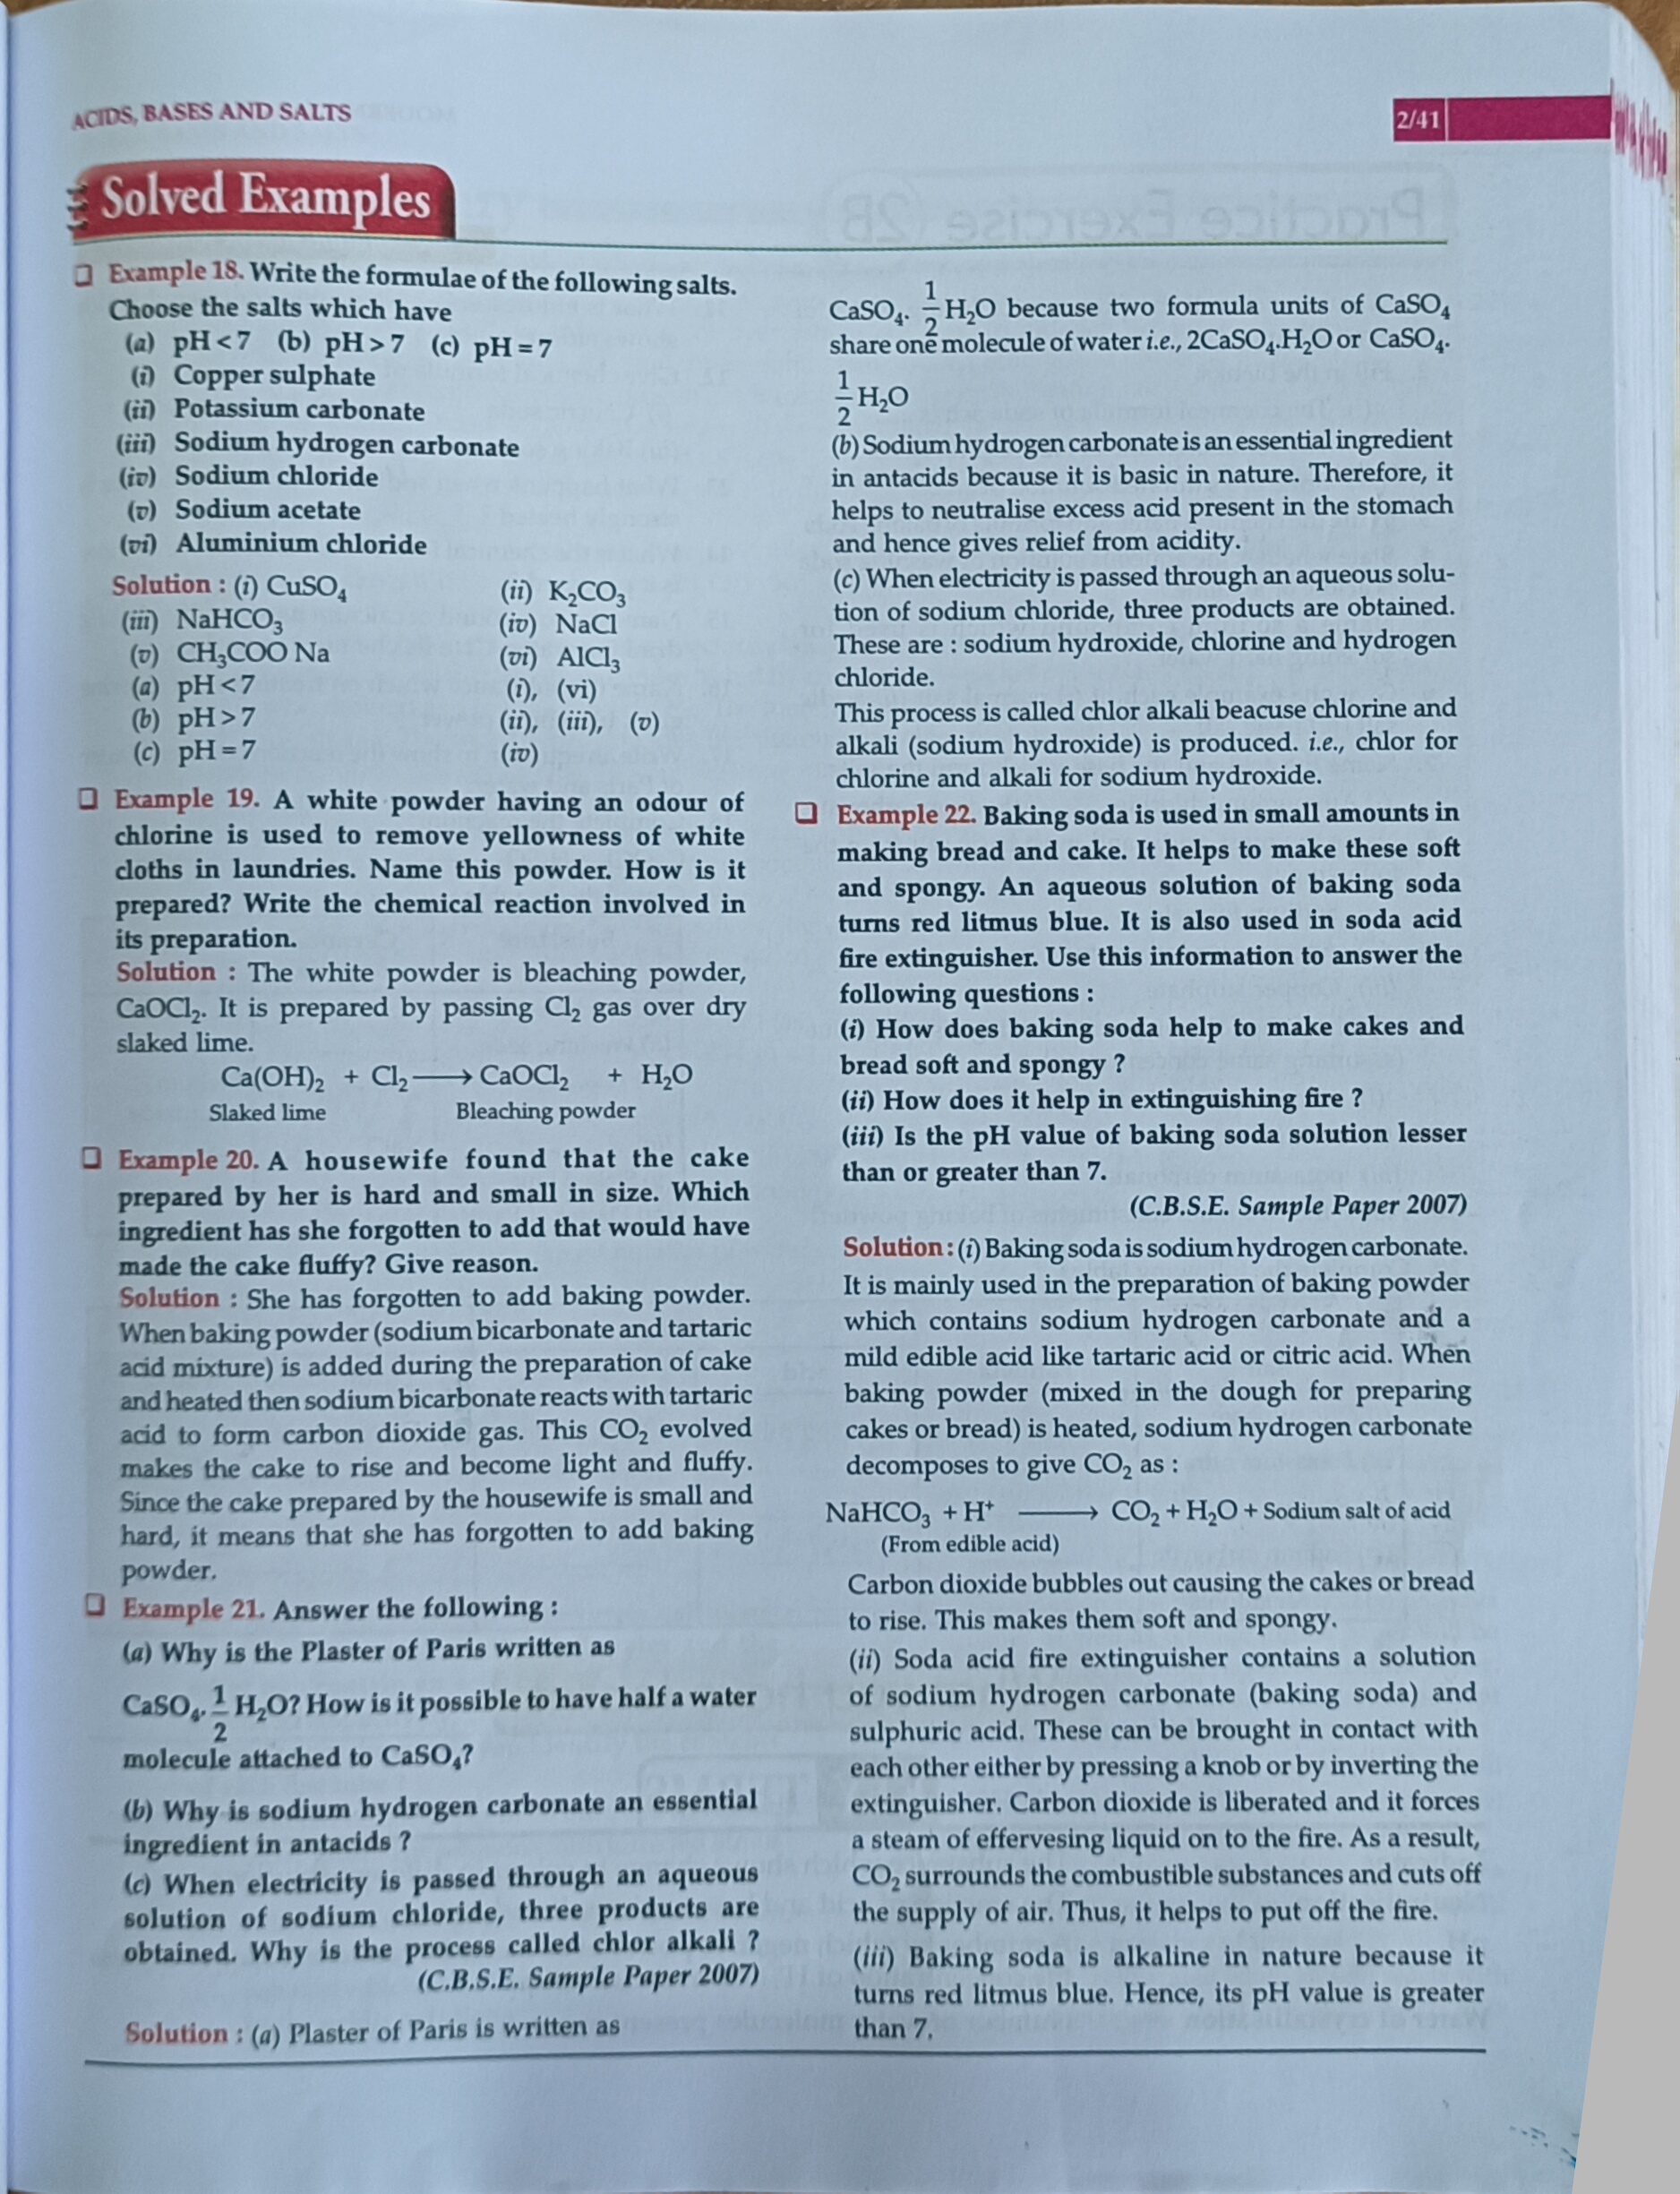 ACIDS, BASES AND SALTS
2/41
Solved Examples
Example 18. Write the formulae of the following salts.
Choose the salts which have
(a) pH < 7 (b) pH > 7 (c) pH = 7
(i) Copper sulphate
(ii) Potassium carbonate
(iii) Sodium hydrogen carbonate
(iv) Sodium chloride
(v) Sodium acetate
(vi) Aluminium chloride
Solution : (i) CuSO₄ (ii) K₂CO₃
(iii) NaHCO₃ (iv) NaCl
(v) CH₃COO Na (vi) AlCl₃
(a) pH < 7 (i), (vi)
(b) pH > 7 (ii), (iii), (v)
(c) pH = 7 (iv)
Example 19. A white powder having an odour of
chlorine is used to remove yellowness of white
cloths in laundries. Name this powder. How is it
prepared? Write the chemical reaction involved in
its preparation.
Solution : The white powder is bleaching powder,
CaOCl₂. It is prepared by passing Cl₂ gas over dry
slaked lime.
Ca(OH)₂ + Cl₂ ⟶ CaOCl₂ + H₂O
Slaked lime Bleaching powder
Example 20. A housewife found that the cake
prepared by her is hard and small in size. Which
ingredient has she forgotten to add that would have
made the cake fluffy? Give reason.
Solution : She has forgotten to add baking powder.
When baking powder (sodium bicarbonate and tartaric
acid mixture) is added during the preparation of cake
and heated then sodium bicarbonate reacts with tartaric
acid to form carbon dioxide gas. This CO₂ evolved
makes the cake to rise and become light and fluffy.
Since the cake prepared by the housewife is small and
hard, it means that she has forgotten to add baking
powder.
Example 21. Answer the following :
(a) Why is the Plaster of Paris written as
CaSO₄. 1/2 H₂O? How is it possible to have half a water
molecule attached to CaSO₄?
(b) Why is sodium hydrogen carbonate an essential
ingredient in antacids ?
(c) When electricity is passed through an aqueous
solution of sodium chloride, three products are
obtained. Why is the process called chlor alkali ?
(C.B.S.E. Sample Paper 2007)
Solution : (a) Plaster of Paris is written as
CaSO₄. 1/2 H₂O because two formula units of CaSO₄
share one molecule of water i.e., 2CaSO₄.H₂O or CaSO₄.
1/2 H₂O
(b) Sodium hydrogen carbonate is an essential ingredient
in antacids because it is basic in nature. Therefore, it
helps to neutralise excess acid present in the stomach
and hence gives relief from acidity.
(c) When electricity is passed through an aqueous solu-
tion of sodium chloride, three products are obtained.
These are : sodium hydroxide, chlorine and hydrogen
chloride.
This process is called chlor alkali beacuse chlorine and
alkali (sodium hydroxide) is produced. i.e., chlor for
chlorine and alkali for sodium hydroxide.
Example 22. Baking soda is used in small amounts in
making bread and cake. It helps to make these soft
and spongy. An aqueous solution of baking soda
turns red litmus blue. It is also used in soda acid
fire extinguisher. Use this information to answer the
following questions :
(i) How does baking soda help to make cakes and
bread soft and spongy ?
(ii) How does it help in extinguishing fire ?
(iii) Is the pH value of baking soda solution lesser
than or greater than 7.
(C.B.S.E. Sample Paper 2007)
Solution : (i) Baking soda is sodium hydrogen carbonate.
It is mainly used in the preparation of baking powder
which contains sodium hydrogen carbonate and a
mild edible acid like tartaric acid or citric acid. When
baking powder (mixed in the dough for preparing
cakes or bread) is heated, sodium hydrogen carbonate
decomposes to give CO₂ as :
NaHCO₃ + H⁺ ⟶ CO₂ + H₂O + Sodium salt of acid
(From edible acid)
Carbon dioxide bubbles out causing the cakes or bread
to rise. This makes them soft and spongy.
(ii) Soda acid fire extinguisher contains a solution
of sodium hydrogen carbonate (baking soda) and
sulphuric acid. These can be brought in contact with
each other either by pressing a knob or by inverting the
extinguisher. Carbon dioxide is liberated and it forces
a steam of effervesing liquid on to the fire. As a result,
CO₂ surrounds the combustible substances and cuts off
the supply of air. Thus, it helps to put off the fire.
(iii) Baking soda is alkaline in nature because it
turns red litmus blue. Hence, its pH value is greater
than 7.